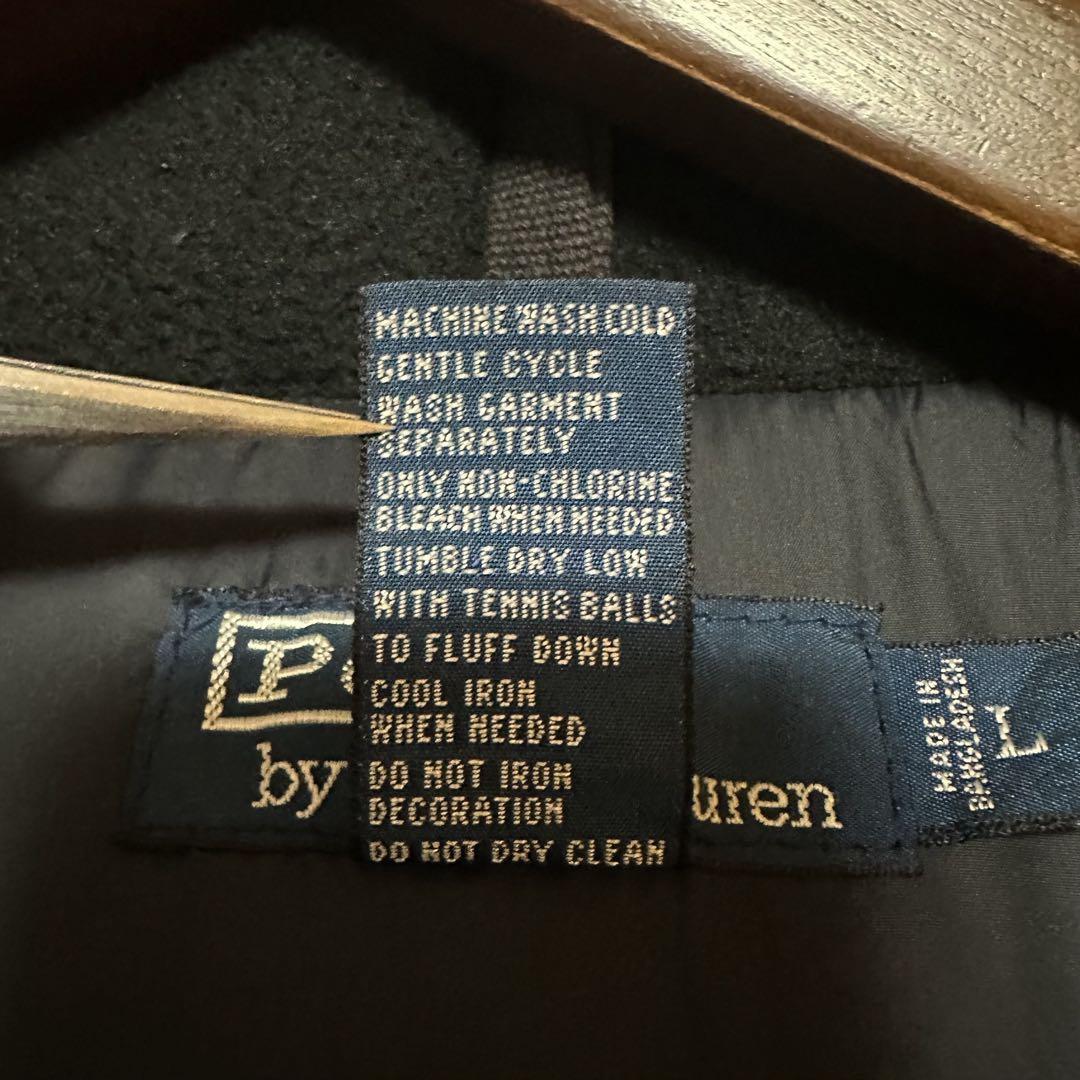 MACHINE WASH COLD
GENTLE CYCLE
WASH GARMENT
SEPARATELY
ONLY NON-CHLORINE
BLEACH WHEN NEEDED
TUMBLE DRY LOW
WITH TENNIS BALLS
TO FLUFF DOWN
COOL IRON
WHEN NEEDED
DO NOT IRON
DECORATION
DO NOT DRY CLEAN
Po
by uren
MADE IN
BANGLADESH
L